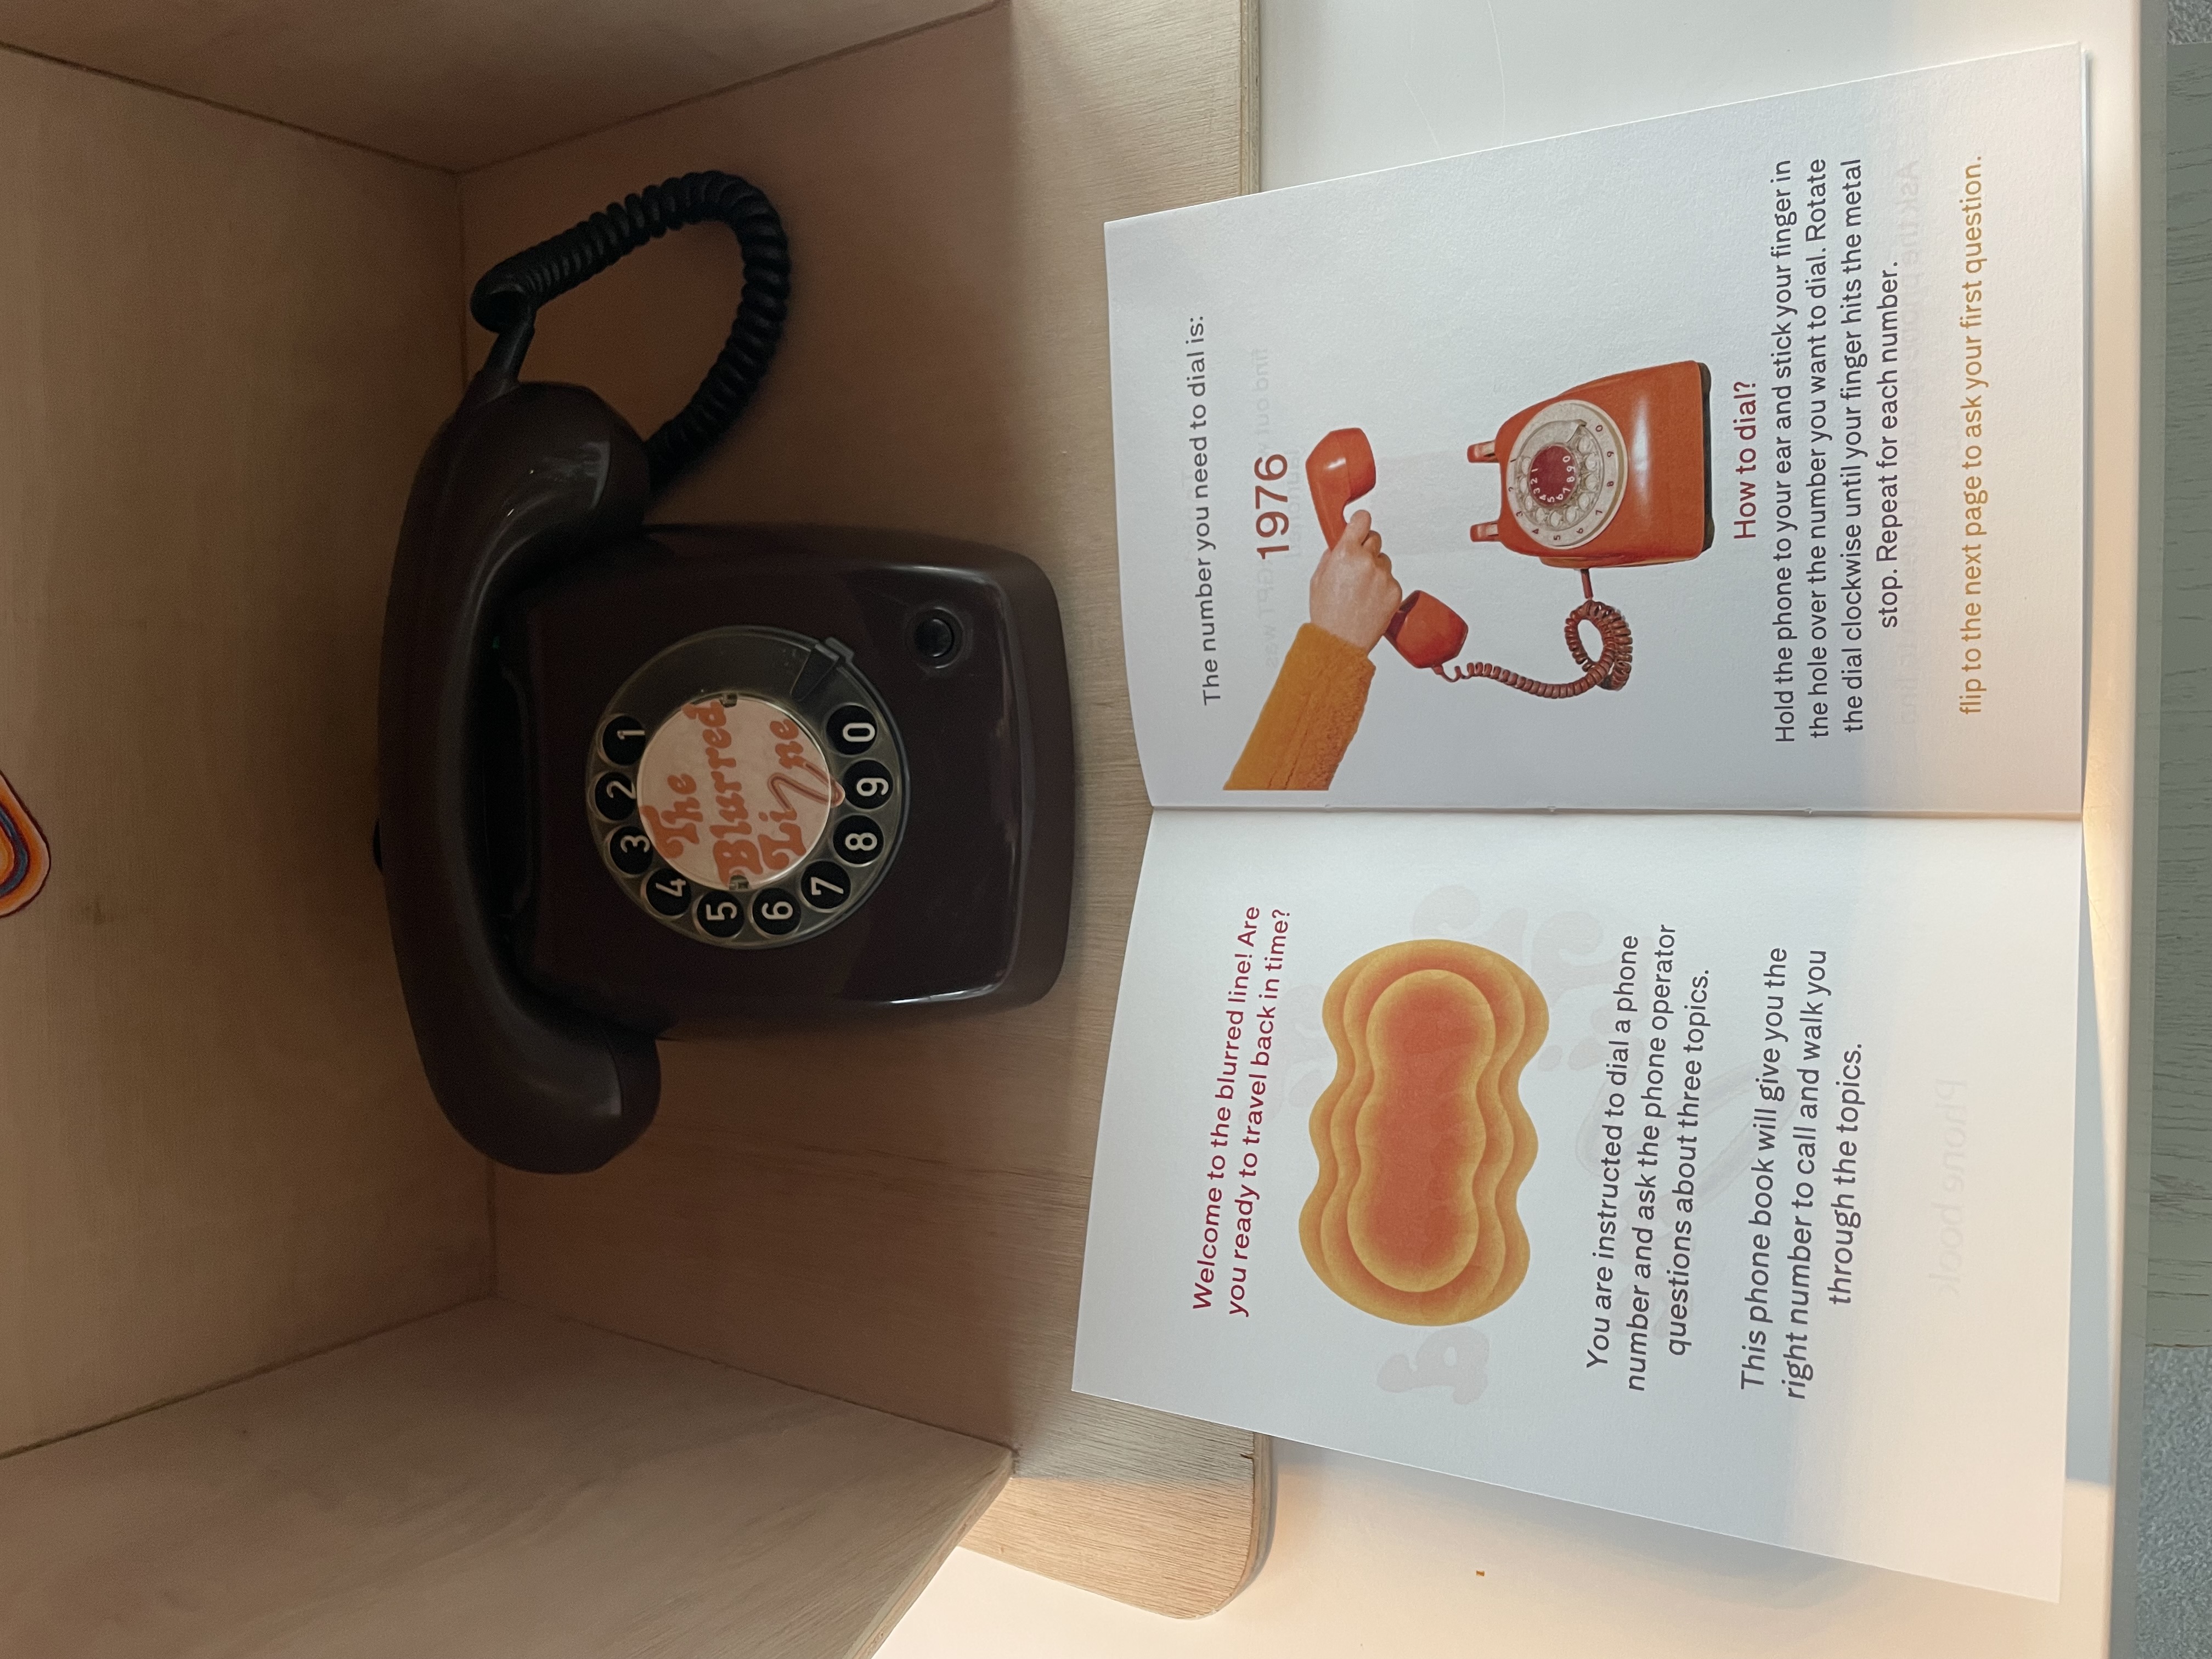 3 2 1
4
5
6
7
8 9 0
The
Blurred
Line
Welcome to the blurred line! Are
you ready to travel back in time?
You are instructed to dial a phone
number and ask the phone operator
questions about three topics.
This phone book will give you the
right number to call and walk you
through the topics.
Phone book
The number you need to dial is:
1976
How to dial?
Hold the phone to your ear and stick your finger in
the hole over the number you want to dial. Rotate
the dial clockwise until your finger hits the metal
stop. Repeat for each number.
flip to the next page to ask your first question.